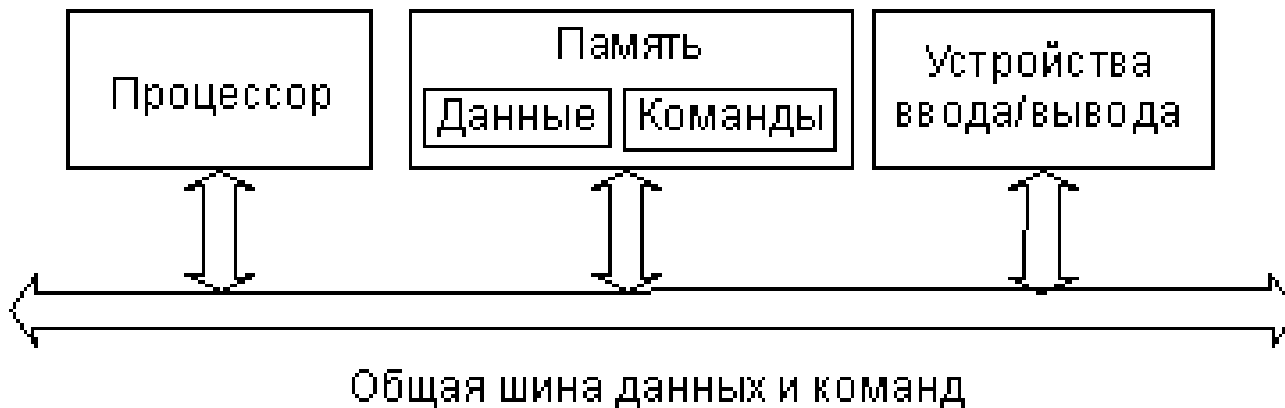 Процессор
Память
Данные
Команды
Устройства
ввода/вывода
Общая шина данных и команд